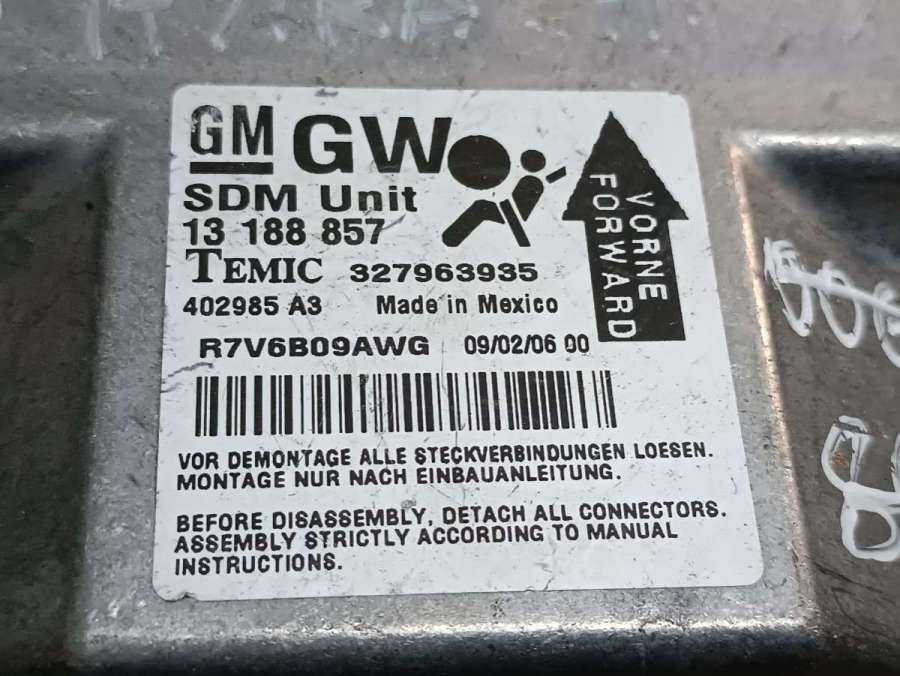 GM GW
SDM Unit
13 188 857
TEMIC 327963935
402985 A3 Made in Mexico
R7V6B09AWG 09/02/06 00
VORNE
FORWARD
VOR DEMONTAGE ALLE STECKVERBINDUNGEN LOESEN.
MONTAGE NUR NACH EINBAUANLEITUNG.
BEFORE DISASSEMBLY, DETACH ALL CONNECTORS.
ASSEMBLY STRICTLY ACCORDING TO MANUAL
INSTRUCTIONS.